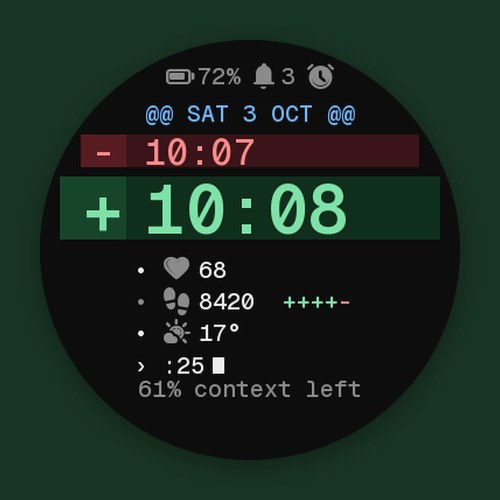 72% 3
@@ SAT 3 OCT @@
- 10:07
+ 10:08
• 68
• 8420 ++++-
• 17°
› :25
61% context left